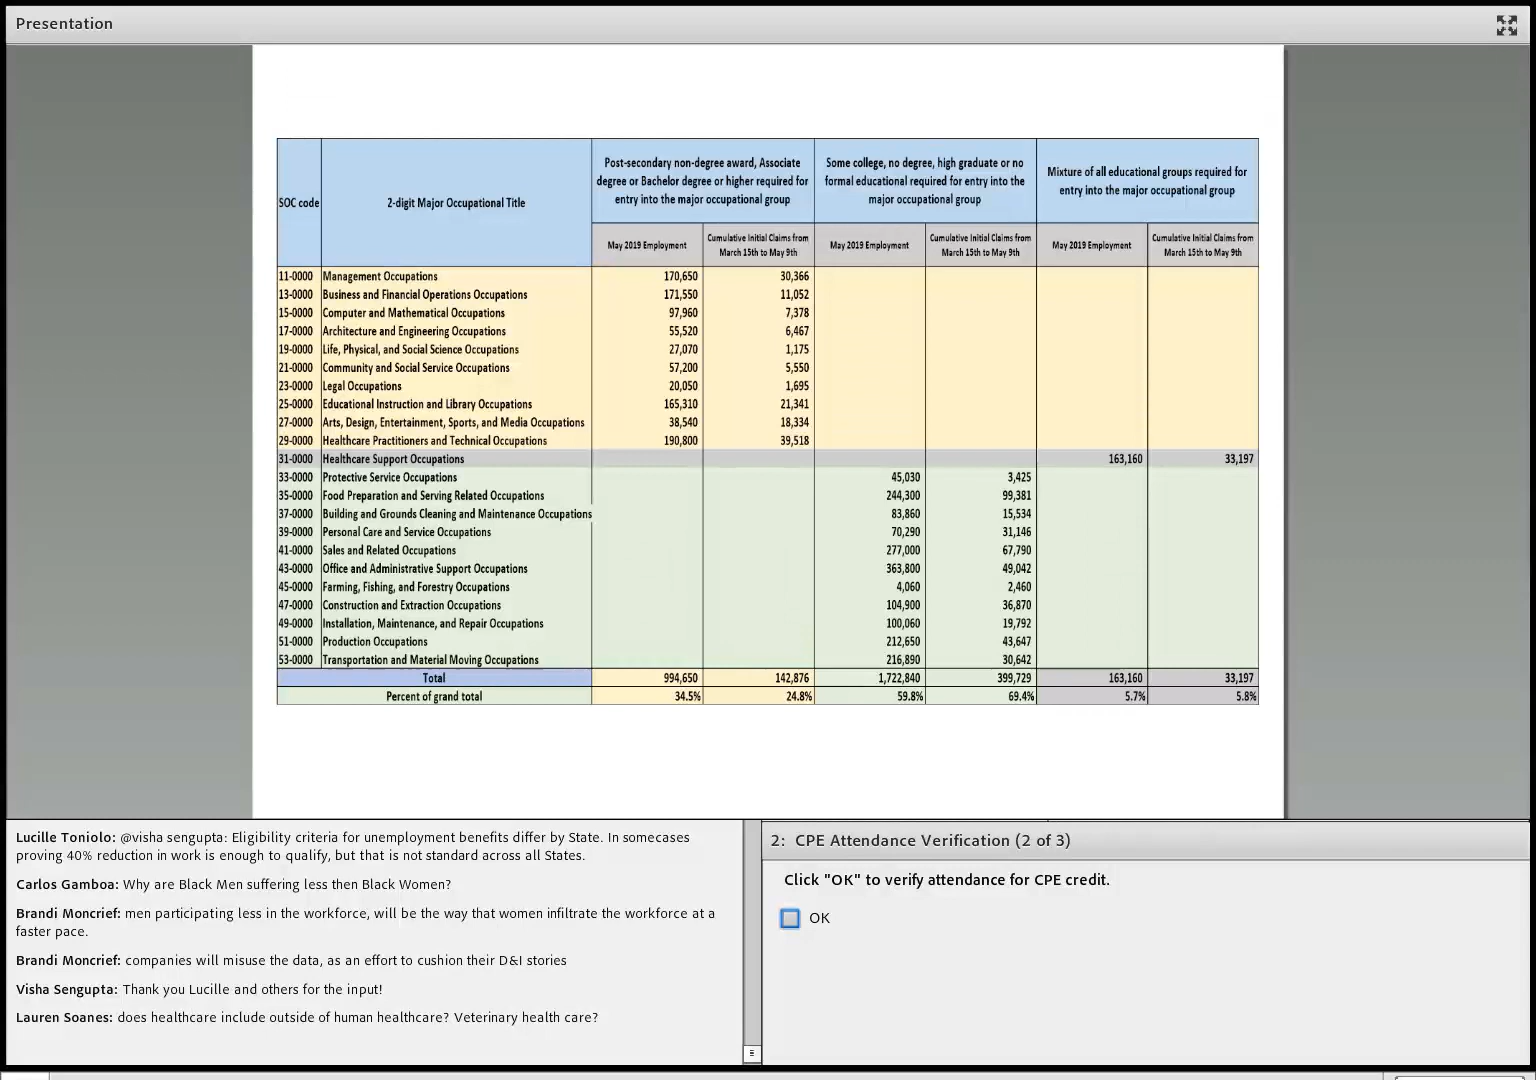 Presentation
SOC code
2-digit Major Occupational Title
Post-secondary non-degree award, Associate
degree or Bachelor degree or higher required for
entry into the major occupational group
Some college, no degree, high graduate or no
formal educational required for entry into the
major occupational group
Mixture of all educational groups required for
entry into the major occupational group
May 2019 Employment
Cumulative Initial Claims from
March 15th to May 9th
May 2019 Employment
Cumulative Initial Claims from
March 15th to May 9th
May 2019 Employment
Cumulative Initial Claims from
March 15th to May 9th
11-0000 Management Occupations 170,650 30,366
13-0000 Business and Financial Operations Occupations 171,550 11,052
15-0000 Computer and Mathematical Occupations 97,960 7,378
17-0000 Architecture and Engineering Occupations 55,520 6,467
19-0000 Life, Physical, and Social Science Occupations 27,070 1,175
21-0000 Community and Social Service Occupations 57,200 5,550
23-0000 Legal Occupations 20,050 1,695
25-0000 Educational Instruction and Library Occupations 165,310 21,341
27-0000 Arts, Design, Entertainment, Sports, and Media Occupations 38,540 18,334
29-0000 Healthcare Practitioners and Technical Occupations 190,800 39,518
31-0000 Healthcare Support Occupations 163,160 33,197
33-0000 Protective Service Occupations 45,030 3,425
35-0000 Food Preparation and Serving Related Occupations 244,300 99,381
37-0000 Building and Grounds Cleaning and Maintenance Occupations 83,860 15,534
39-0000 Personal Care and Service Occupations 70,290 31,146
41-0000 Sales and Related Occupations 277,000 67,790
43-0000 Office and Administrative Support Occupations 363,800 49,042
45-0000 Farming, Fishing, and Forestry Occupations 4,060 2,460
47-0000 Construction and Extraction Occupations 104,900 36,870
49-0000 Installation, Maintenance, and Repair Occupations 100,060 19,792
51-0000 Production Occupations 212,650 43,647
53-0000 Transportation and Material Moving Occupations 216,890 30,642
Total 994,650 142,876 1,722,840 399,729 163,160 33,197
Percent of grand total 34.5% 24.8% 59.8% 69.4% 5.7% 5.8%
Lucille Toniolo: @visha sengupta: Eligibility criteria for unemployment benefits differ by State. In somecases
proving 40% reduction in work is enough to qualify, but that is not standard across all States.
Carlos Gamboa: Why are Black Men suffering less then Black Women?
Brandi Moncrief: men participating less in the workforce, will be the way that women infiltrate the workforce at a
faster pace.
Brandi Moncrief: companies will misuse the data, as an effort to cushion their D&I stories
Visha Sengupta: Thank you Lucille and others for the input!
Lauren Soanes: does healthcare include outside of human healthcare? Veterinary health care?
2: CPE Attendance Verification (2 of 3)
Click "OK" to verify attendance for CPE credit.
OK